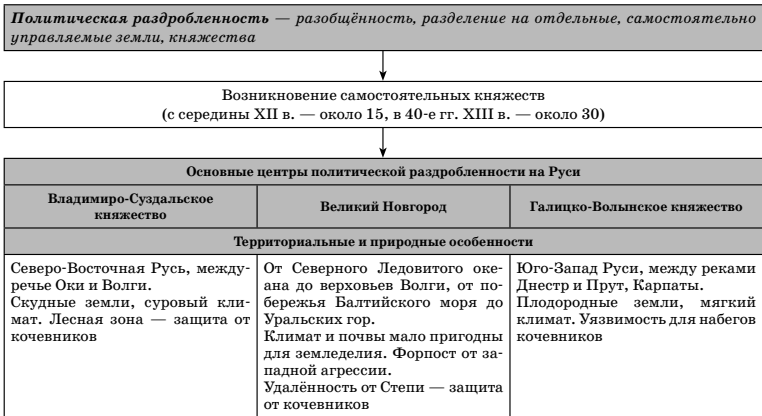 Политическая раздробленность — разобщённость, разделение на отдельные, самостоятельно
управляемые земли, княжества
Возникновение самостоятельных княжеств
(с середины XII в. — около 15, в 40-е гг. XIII в. — около 30)
Основные центры политической раздробленности на Руси
Владимиро-Суздальское
княжество
Великий Новгород
Галицко-Волынское княжество
Территориальные и природные особенности
Северо-Восточная Русь, между-
речье Оки и Волги.
Скудные земли, суровый кли-
мат. Лесная зона — защита от
кочевников
От Северного Ледовитого оке-
ана до верховьев Волги, от по-
бережья Балтийского моря до
Уральских гор.
Климат и почвы мало пригодны
для земледелия. Форпост от за-
падной агрессии.
Удалённость от Степи — защита
от кочевников
Юго-Запад Руси, между реками
Днестр и Прут, Карпаты.
Плодородные земли, мягкий
климат. Уязвимость для набегов
кочевников